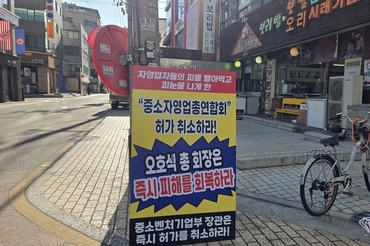 자영업자들의 피를 빨아먹고
피눈물 나게 한
"중소자영업총연합회"
허가 취소하라!
오호석 총 회장은
즉시 피해를 회복하라
중소벤처기업부 장관은
즉시 허가를 취소하라!
보리밥